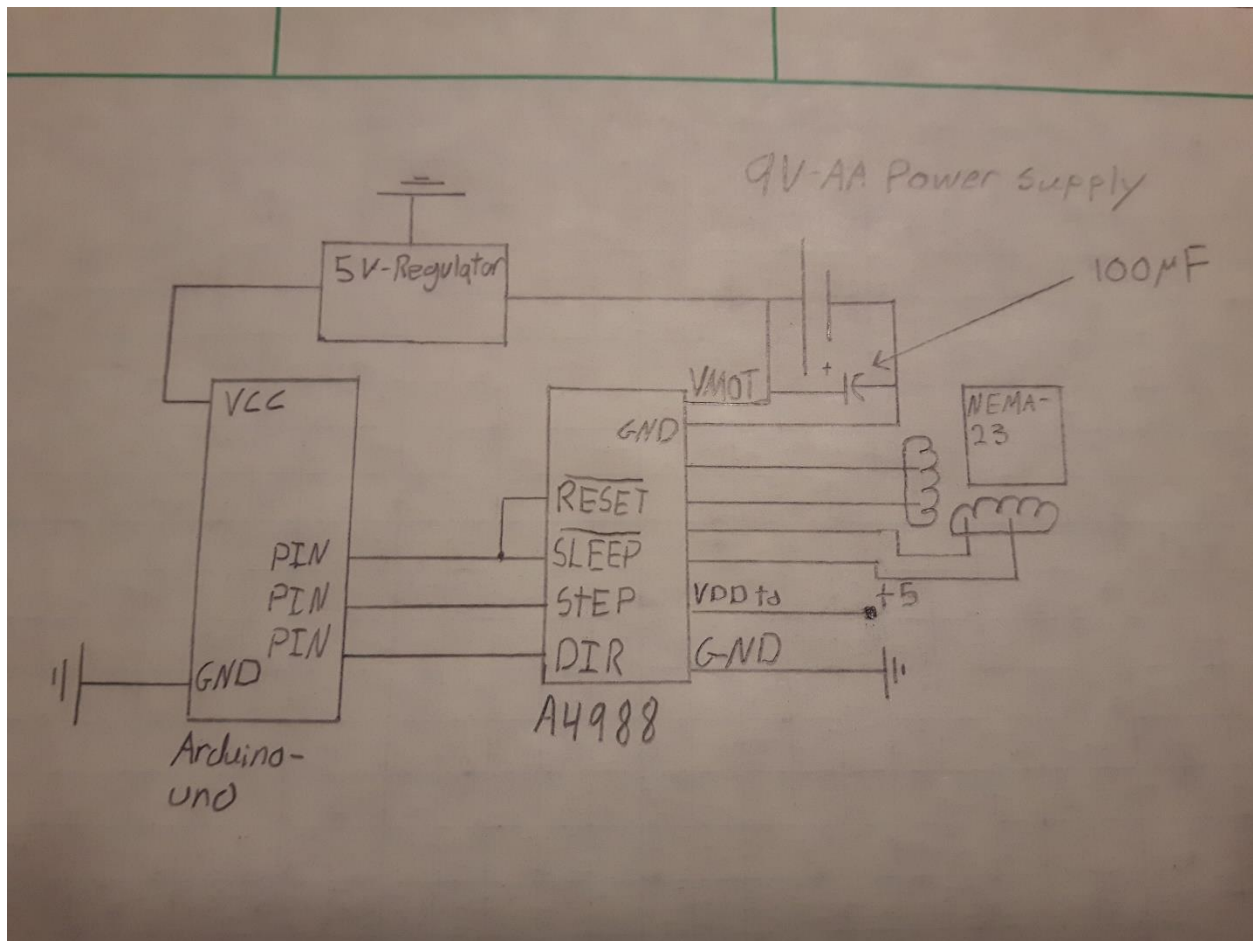 9V-AA Power Supply
5V-Regulator
100µF
+
VCC
VMOT
GND
NEMA-
23
RESET
PIN
SLEEP
PIN
STEP
VDD td
+5
PIN
DIR
GND
GND
A4988
Arduino-
uno